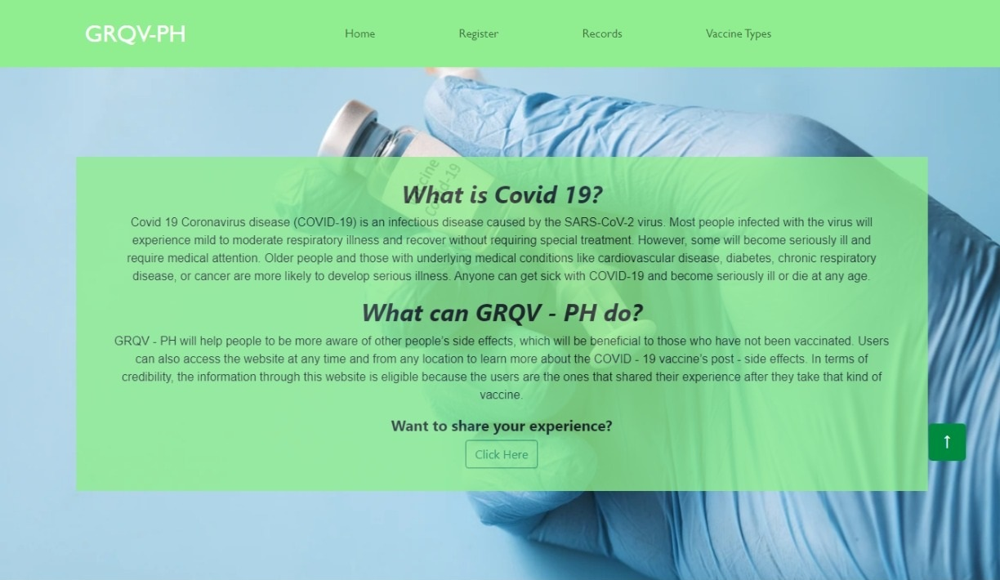 GRQV-PH
Home
Register
Records
Vaccine Types
Vaccine
Covid-19
What is Covid 19?
Covid 19 Coronavirus disease (COVID-19) is an infectious disease caused by the SARS-CoV-2 virus. Most people infected with the virus will
experience mild to moderate respiratory illness and recover without requiring special treatment. However, some will become seriously ill and
require medical attention. Older people and those with underlying medical conditions like cardiovascular disease, diabetes, chronic respiratory
disease, or cancer are more likely to develop serious illness. Anyone can get sick with COVID-19 and become seriously ill or die at any age.
What can GRQV - PH do?
GRQV - PH will help people to be more aware of other people's side effects, which will be beneficial to those who have not been vaccinated. Users
can also access the website at any time and from any location to learn more about the COVID - 19 vaccine's post - side effects. In terms of
credibility, the information through this website is eligible because the users are the ones that shared their experience after they take that kind of
vaccine.
Want to share your experience?
Click Here
↑